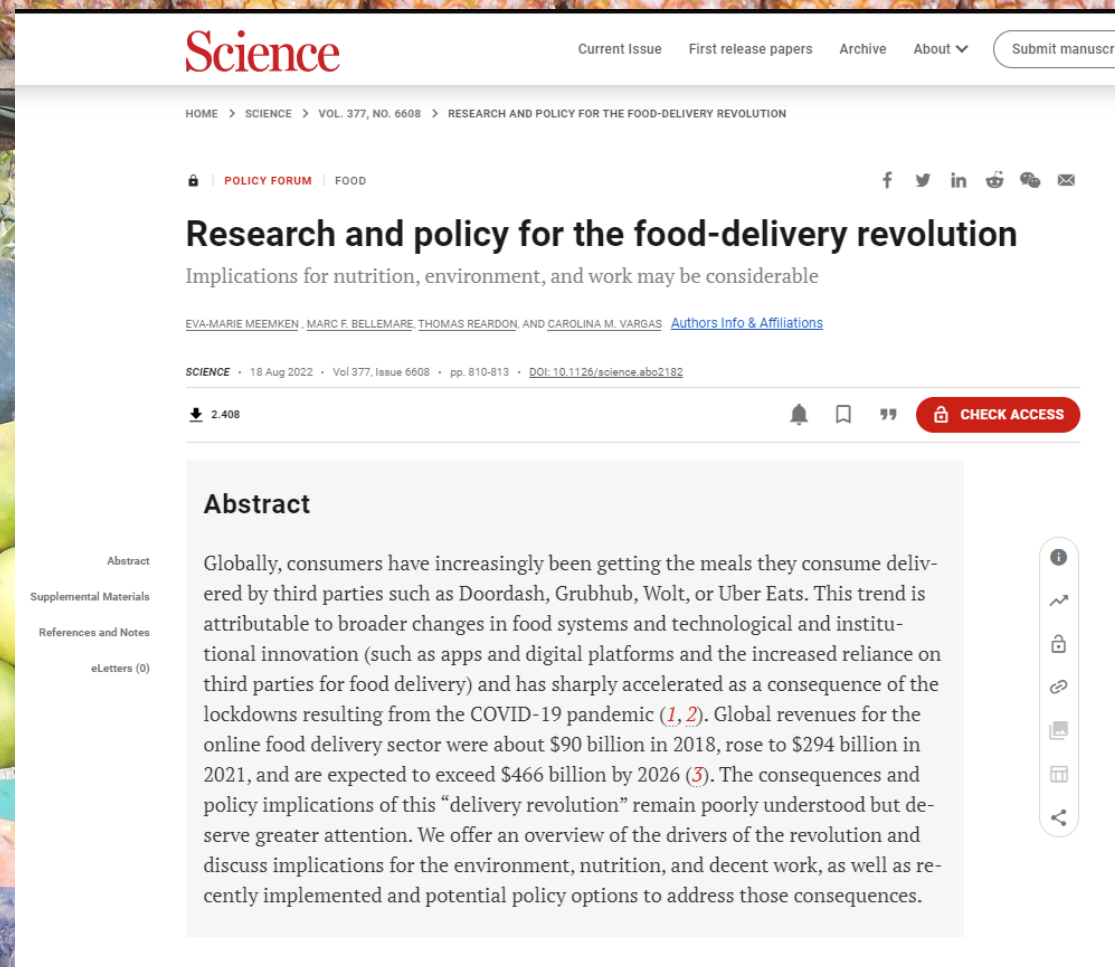 Science
Current Issue First release papers Archive About Submit manuscr
HOME > SCIENCE > VOL. 377, NO. 6608 > RESEARCH AND POLICY FOR THE FOOD-DELIVERY REVOLUTION
POLICY FORUM | FOOD
Research and policy for the food-delivery revolution
Implications for nutrition, environment, and work may be considerable
EVA-MARIE MEEMKEN , MARC F. BELLEMARE, THOMAS REARDON, AND CAROLINA M. VARGAS Authors Info & Affiliations
SCIENCE • 18 Aug 2022 • Vol 377, Issue 6608 • pp. 810-813 • DOI: 10.1126/science.abo2182
2.408
CHECK ACCESS
Abstract
Supplemental Materials
References and Notes
eLetters (0)
Abstract
Globally, consumers have increasingly been getting the meals they consume deliv-
ered by third parties such as Doordash, Grubhub, Wolt, or Uber Eats. This trend is
attributable to broader changes in food systems and technological and institu-
tional innovation (such as apps and digital platforms and the increased reliance on
third parties for food delivery) and has sharply accelerated as a consequence of the
lockdowns resulting from the COVID-19 pandemic (1, 2). Global revenues for the
online food delivery sector were about $90 billion in 2018, rose to $294 billion in
2021, and are expected to exceed $466 billion by 2026 (3). The consequences and
policy implications of this “delivery revolution” remain poorly understood but de-
serve greater attention. We offer an overview of the drivers of the revolution and
discuss implications for the environment, nutrition, and decent work, as well as re-
cently implemented and potential policy options to address those consequences.